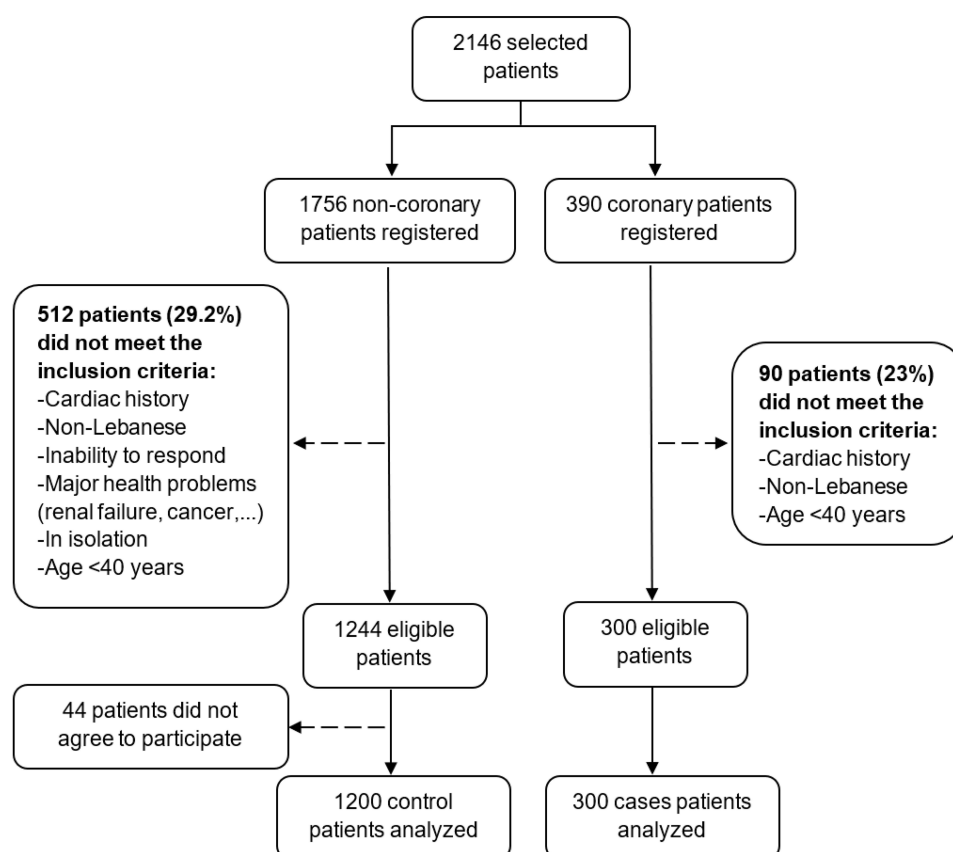 2146 selected
patients
1756 non-coronary
patients registered
390 coronary patients
registered
512 patients (29.2%)
did not meet the
inclusion criteria:
-Cardiac history
-Non-Lebanese
-Inability to respond
-Major health problems
(renal failure, cancer,...)
-In isolation
-Age <40 years
90 patients (23%)
did not meet the
inclusion criteria:
-Cardiac history
-Non-Lebanese
-Age <40 years
1244 eligible
patients
300 eligible
patients
44 patients did not
agree to participate
1200 control
patients analyzed
300 cases patients
analyzed